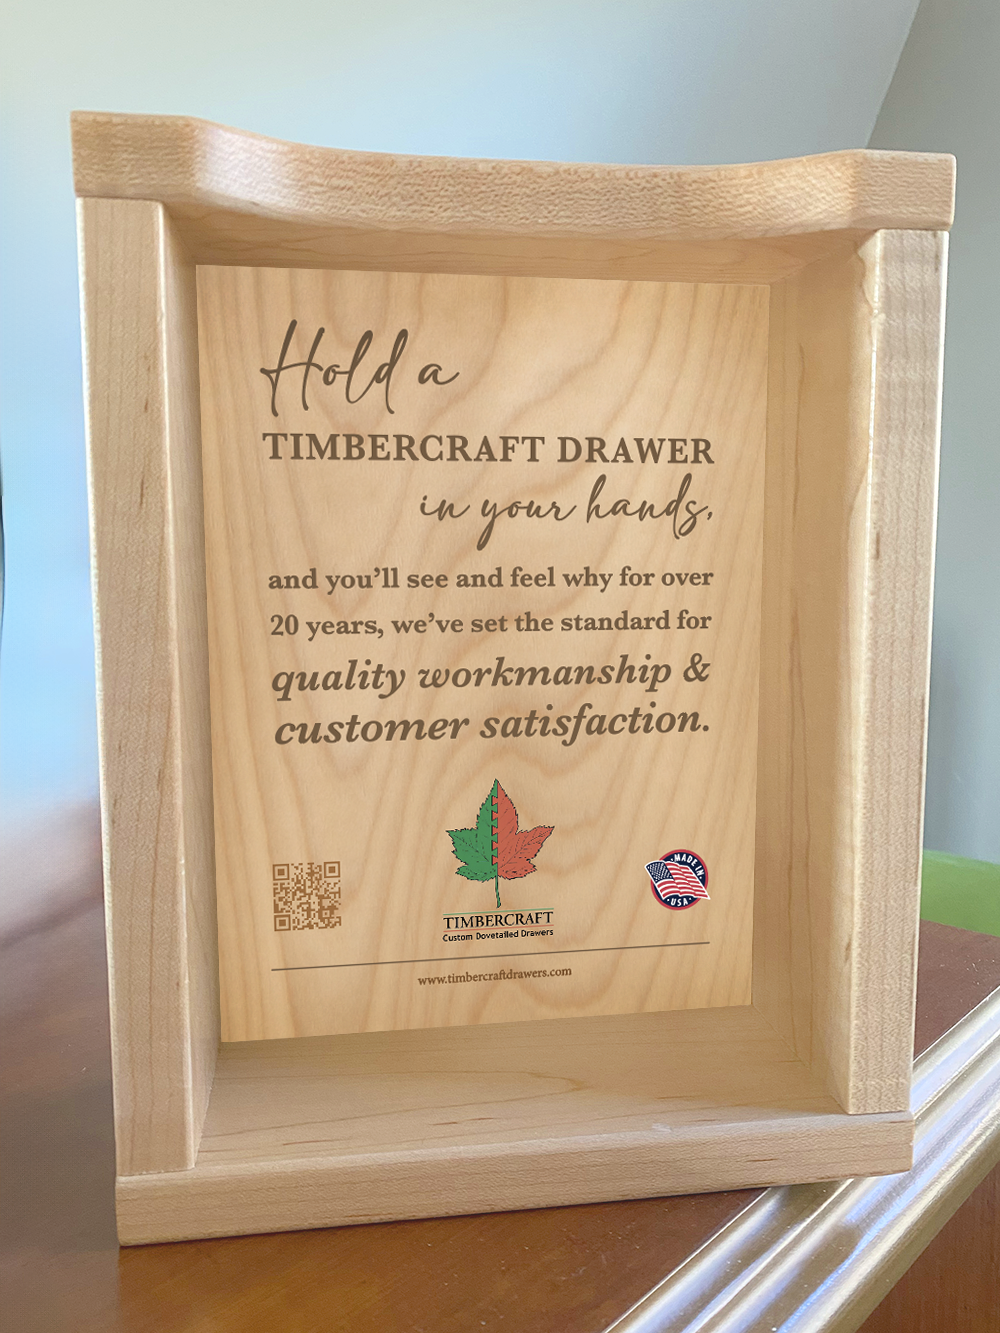 Hold a
TIMBERCRAFT DRAWER
in your hands,
and you'll see and feel why for over
20 years, we've set the standard for
quality workmanship &
customer satisfaction.
MADE IN
· USA ·
TIMBERCRAFT
Custom Dovetailed Drawers
www.timbercraftdrawers.com